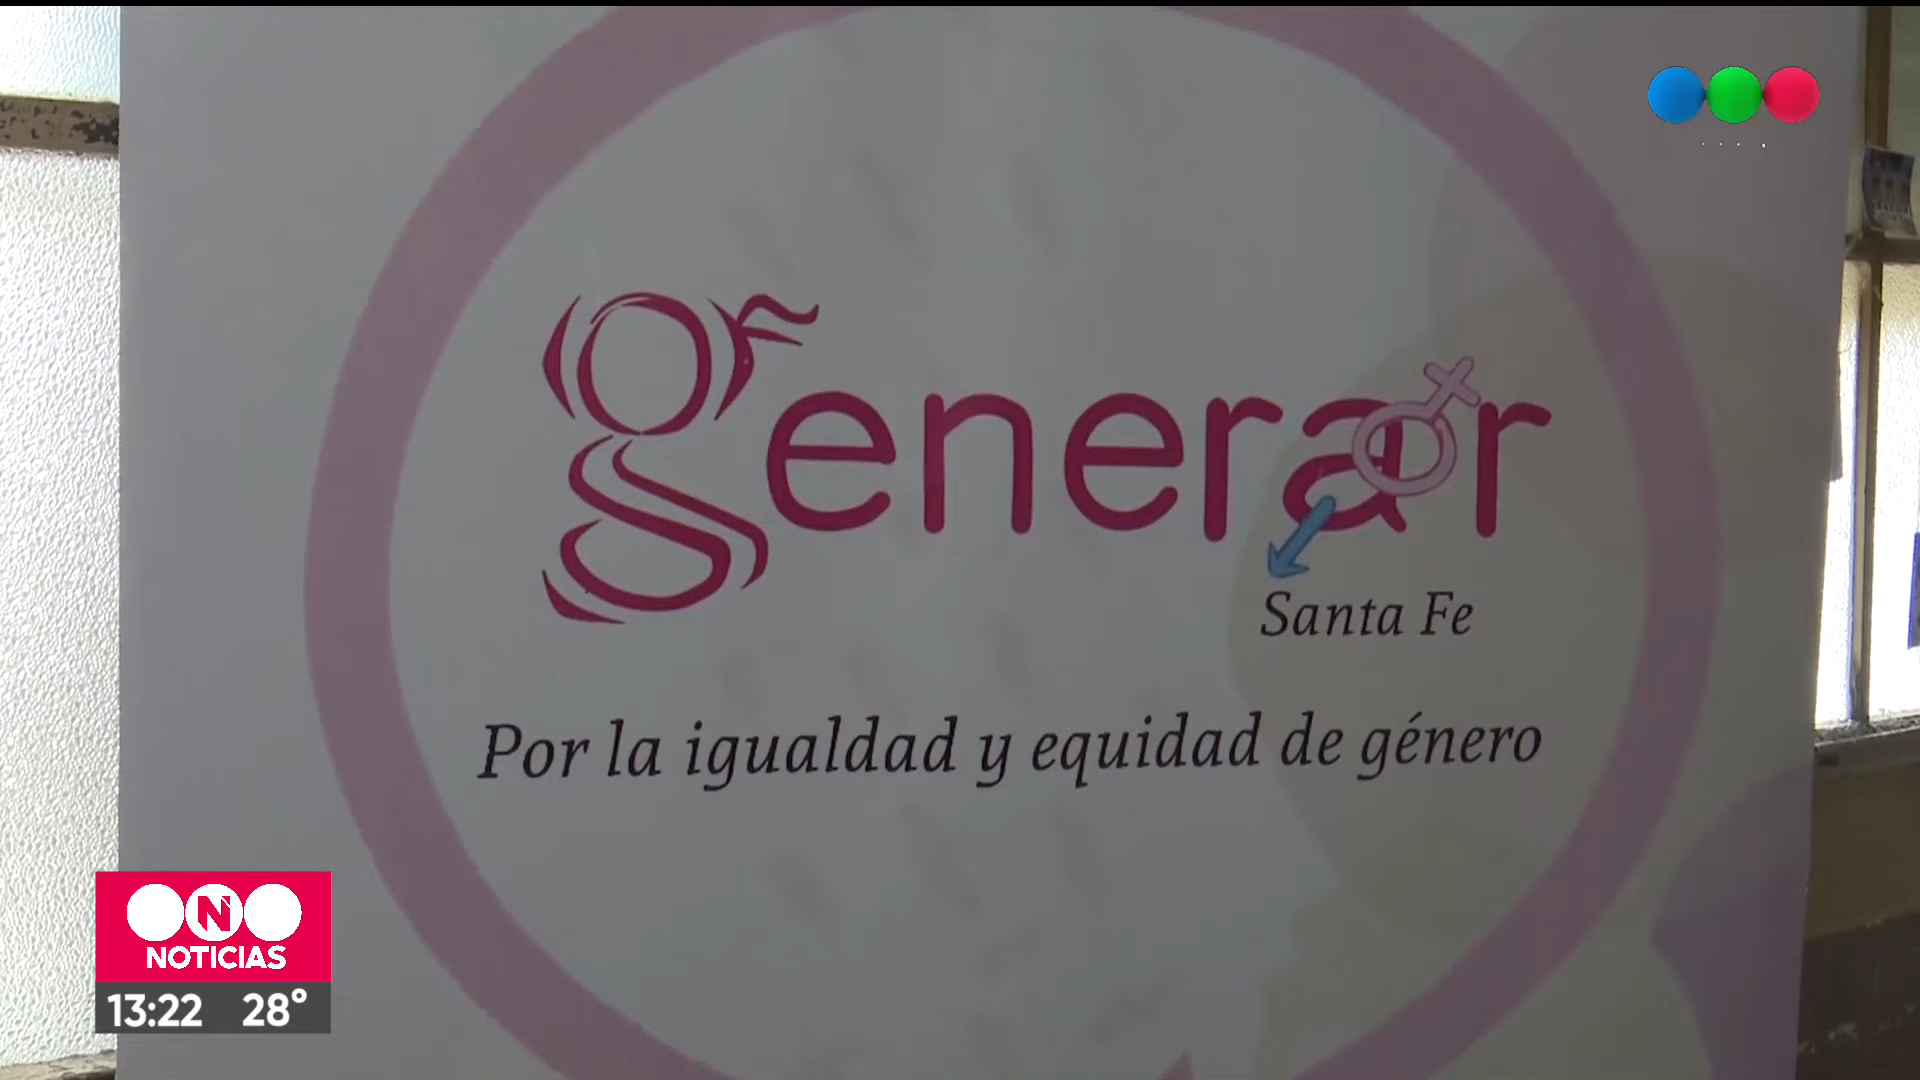 generar
Santa Fe
Por la igualdad y equidad de género
N
NOTICIAS
13:22 28°